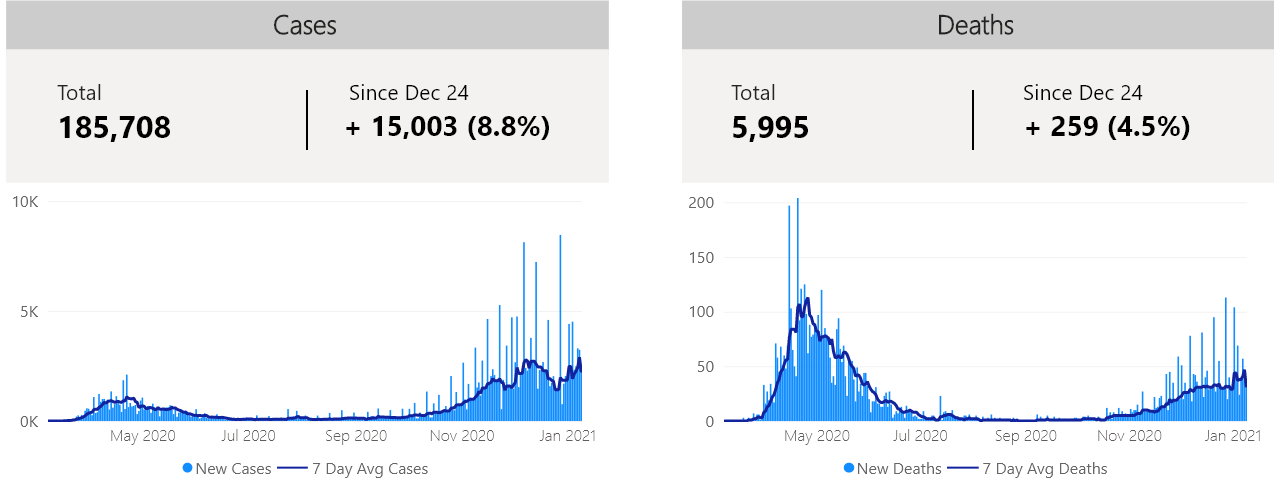 Cases
Total
Since Dec 24
185,708
+ 15,003 (8.8%)
10K
5K
0K
May 2020
Jul 2020
Sep 2020
Nov 2020
Jan 2021
New Cases
7 Day Avg Cases
Deaths
Total
Since Dec 24
5,995
+ 259 (4.5%)
200
150
100
50
0
May 2020
Jul 2020
Sep 2020
Nov 2020
Jan 2021
New Deaths
7 Day Avg Deaths